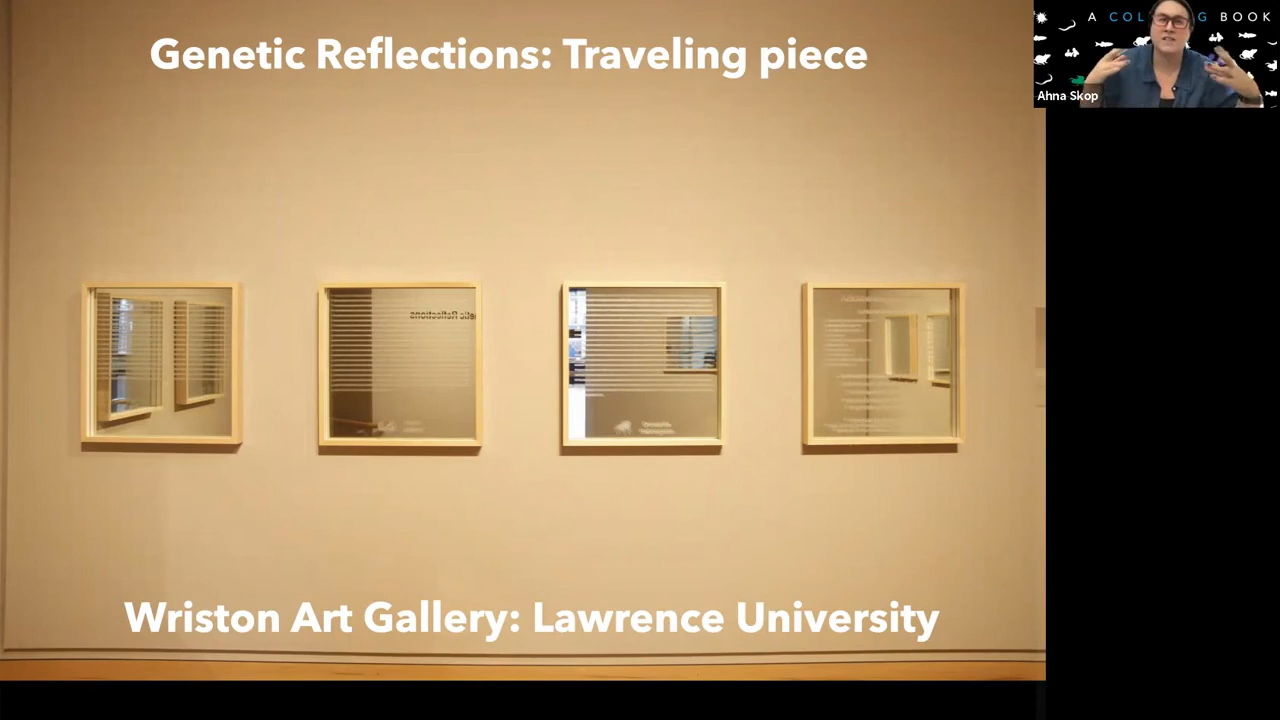 Genetic Reflections: Traveling piece
A COL G BOOK
Ahna Skop
Wriston Art Gallery: Lawrence University